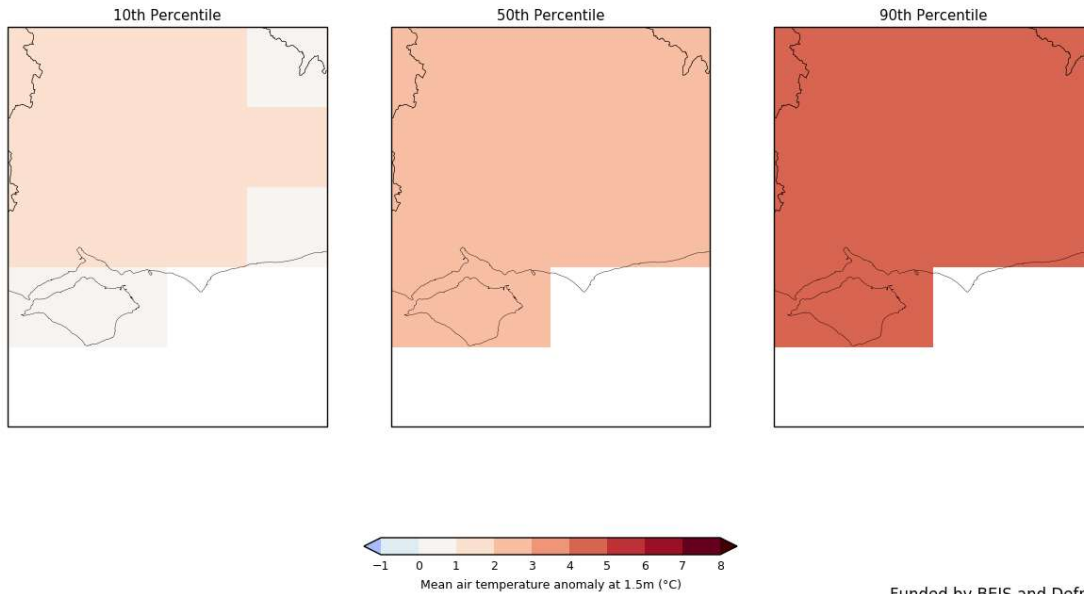 10th Percentile 50th Percentile 90th Percentile
−1 0 1 2 3 4 5 6 7 8
Mean air temperature anomaly at 1.5m (°C)
Funded by BEIS and